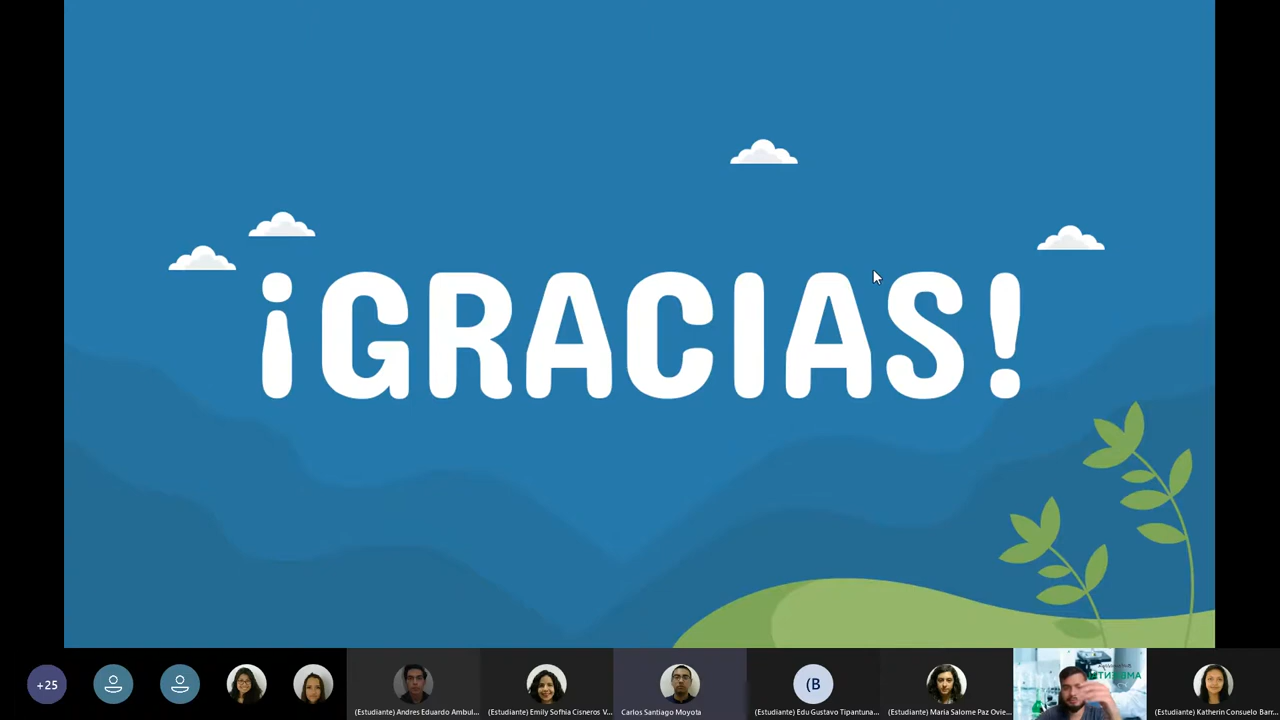 ¡GRACIAS!
+25
(Estudiante) Andres Eduardo Ambul...
(Estudiante) Emily Sofhia Cisneros V...
Carlos Santiago Moyota
(B
(Estudiante) Edu Gustavo Tipantuna...
(Estudiante) Maria Salome Paz Ovie...
(Estudiante) Katherin Consuelo Barr...